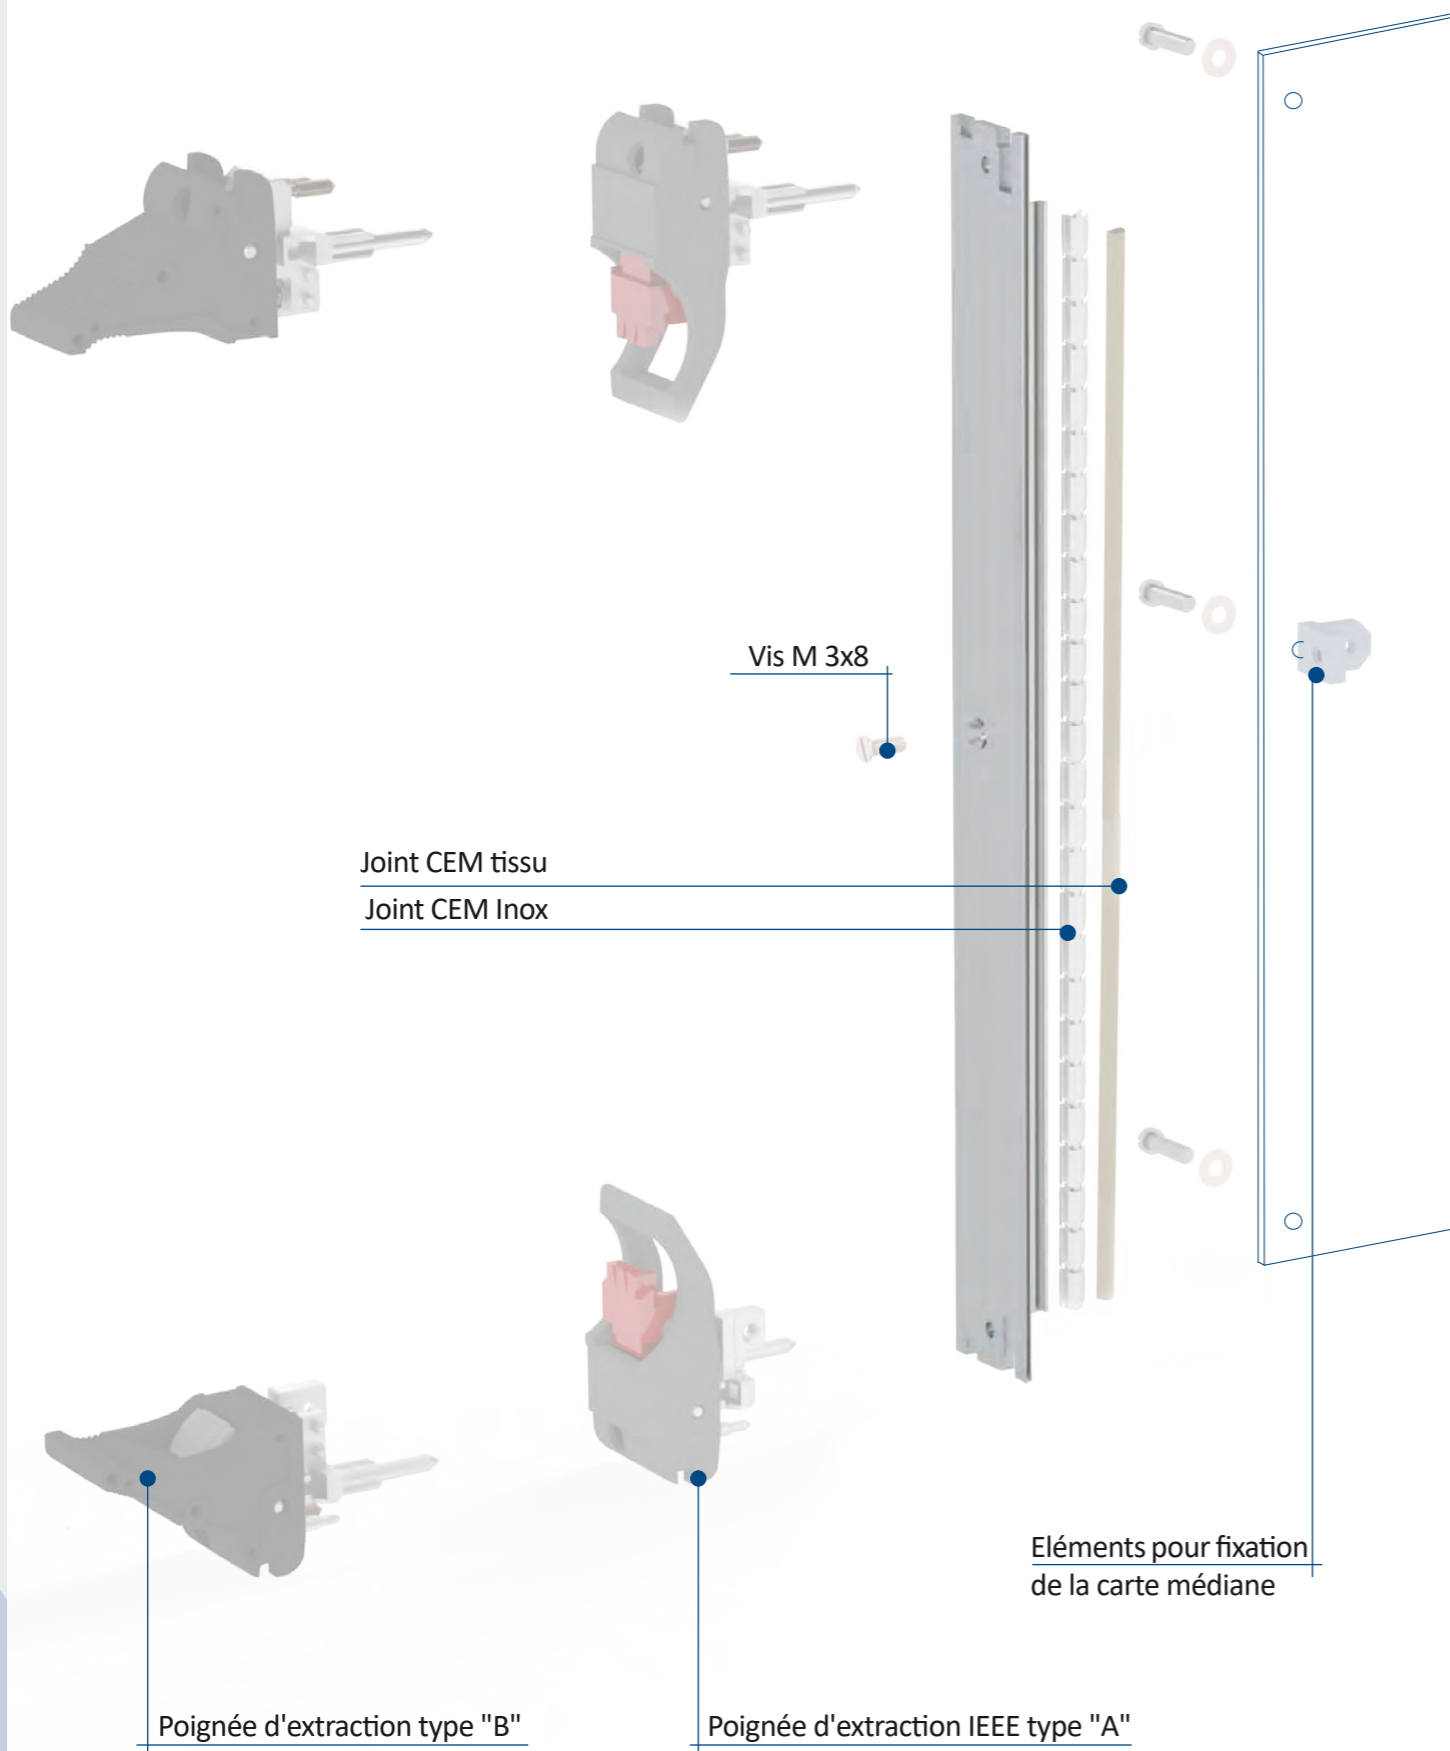 Vis M 3x8
Joint CEM tissu
Joint CEM Inox
Eléments pour fixation
de la carte médiane
Poignée d'extraction type "B"
Poignée d'extraction IEEE type "A"